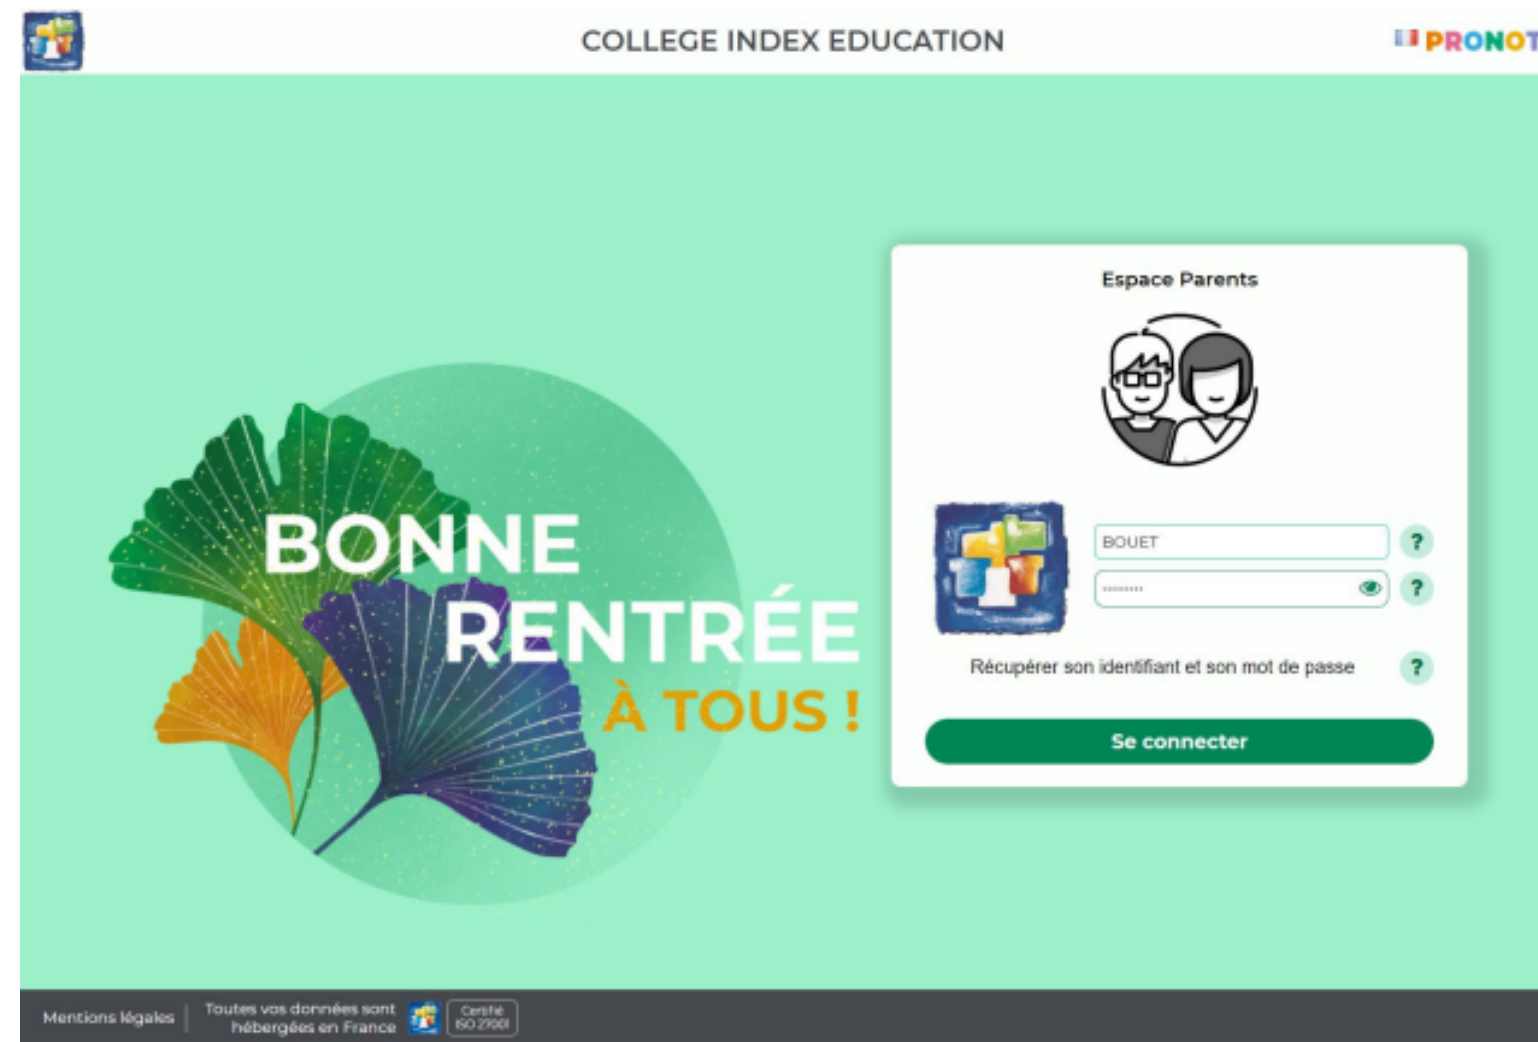 COLLEGE INDEX EDUCATION
PRONOT
Espace Parents
BONNE
RENTRÉE
À TOUS !
BOUET
?
········
?
Récupérer son identifiant et son mot de passe
?
Se connecter
Mentions légales
Toutes vos données sont
hébergées en France
Certifié
ISO 27001